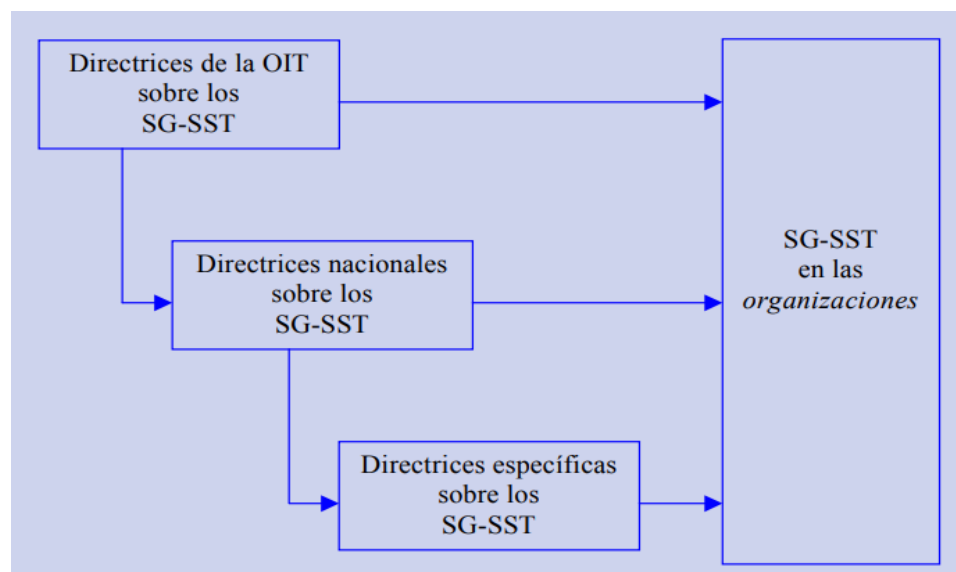 Directrices de la OIT
sobre los
SG-SST
Directrices nacionales
sobre los
SG-SST
Directrices específicas
sobre los
SG-SST
SG-SST
en las
organizaciones